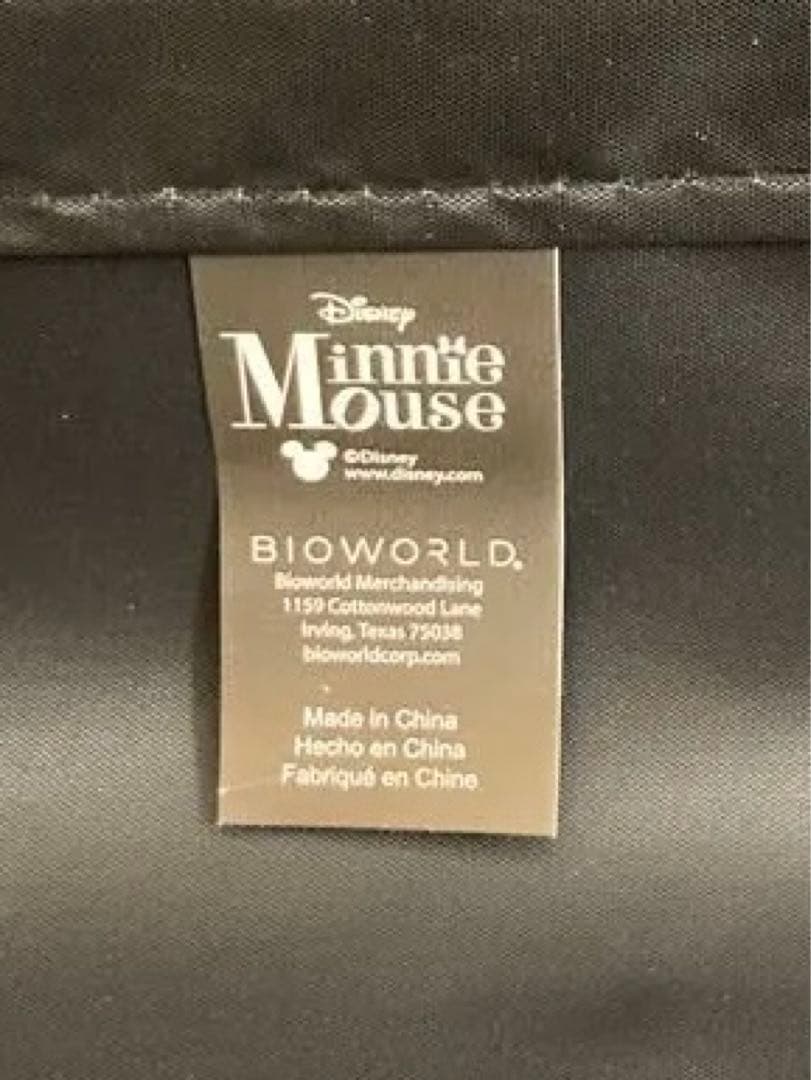 Disney
Minnie
Mouse
©Disney
www.disney.com
BIOWORLD.
Bioworld Merchandising
1159 Cottonwood Lane
Irving, Texas 75038
bioworldcorp.com
Made in China
Hecho en China
Fabriqué en Chine